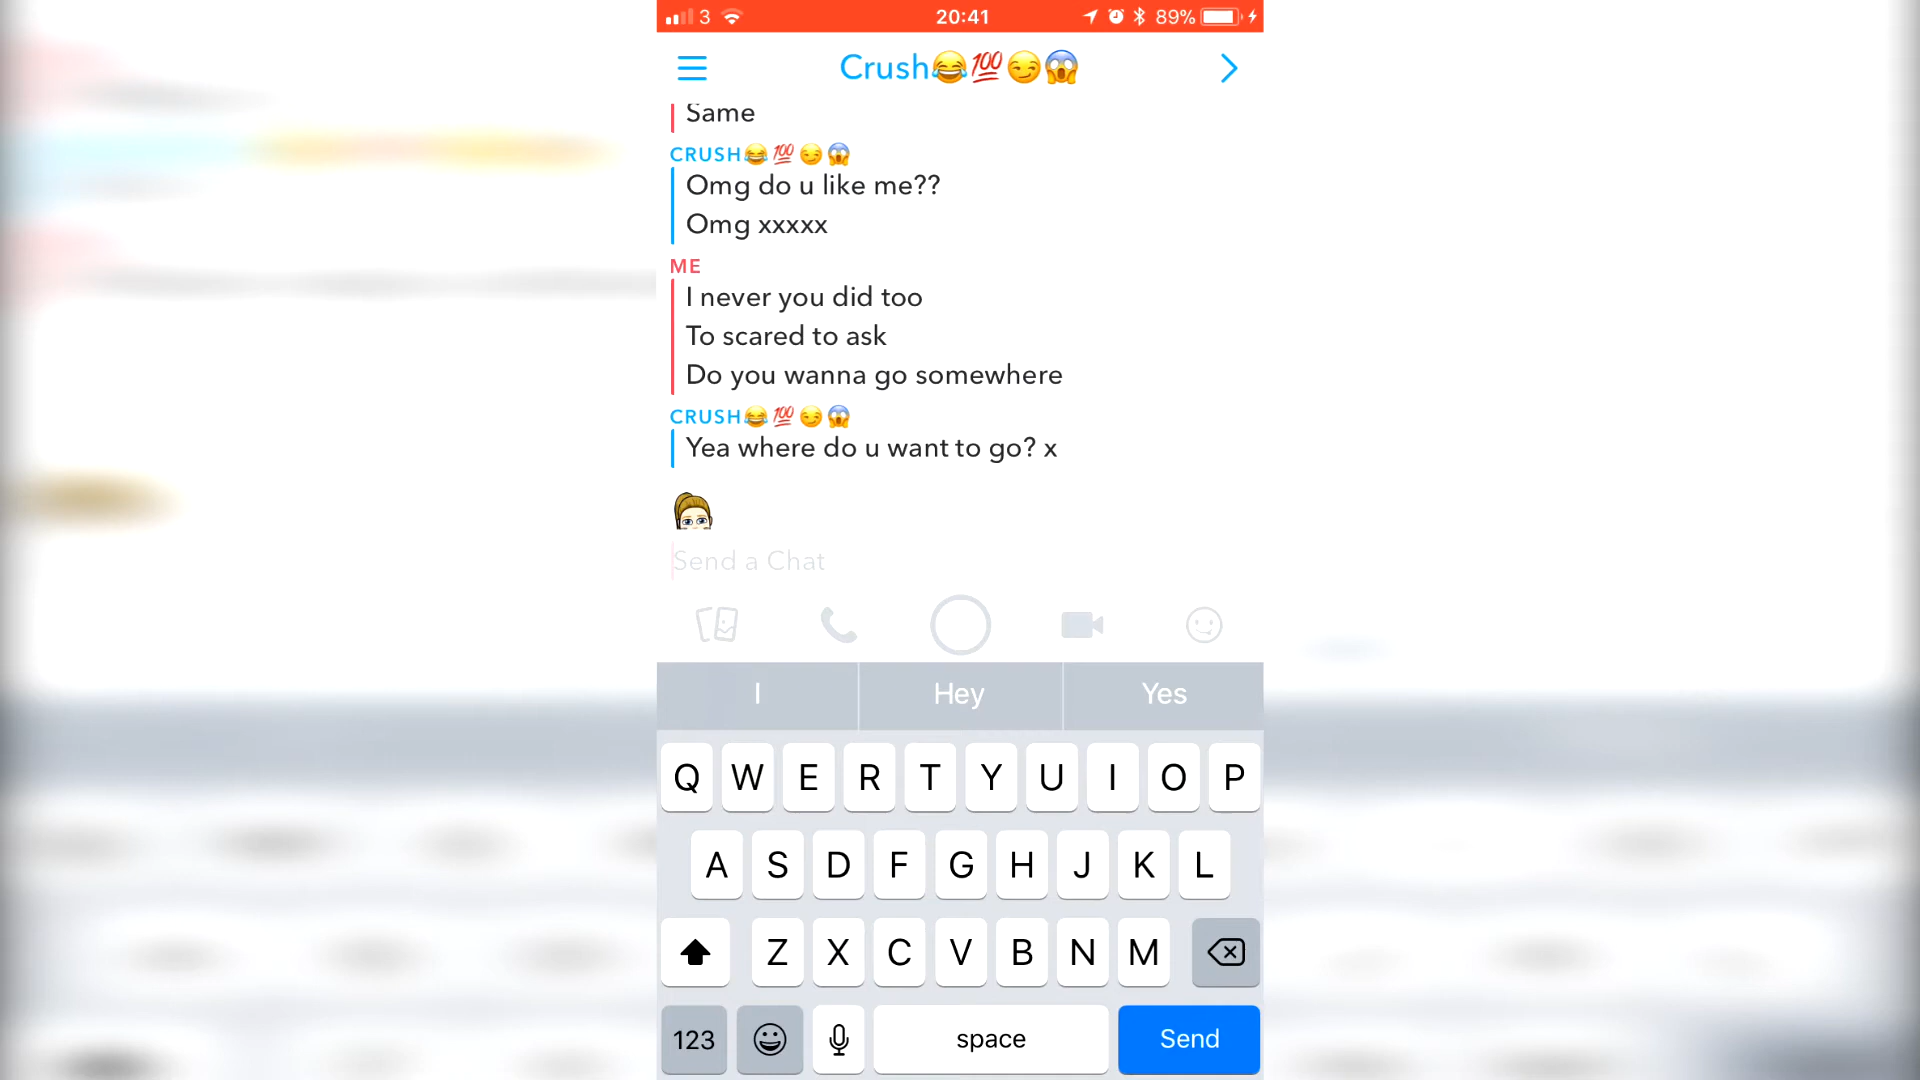 3 20:41 89%
Crush😂💯😏😱
Same
CRUSH😂💯😏😱
Omg do u like me??
Omg xxxxx
ME
I never you did too
To scared to ask
Do you wanna go somewhere
CRUSH😂💯😏😱
Yea where do u want to go? x
Send a Chat
I Hey Yes
Q W E R T Y U I O P
A S D F G H J K L
Z X C V B N M
123 space Send